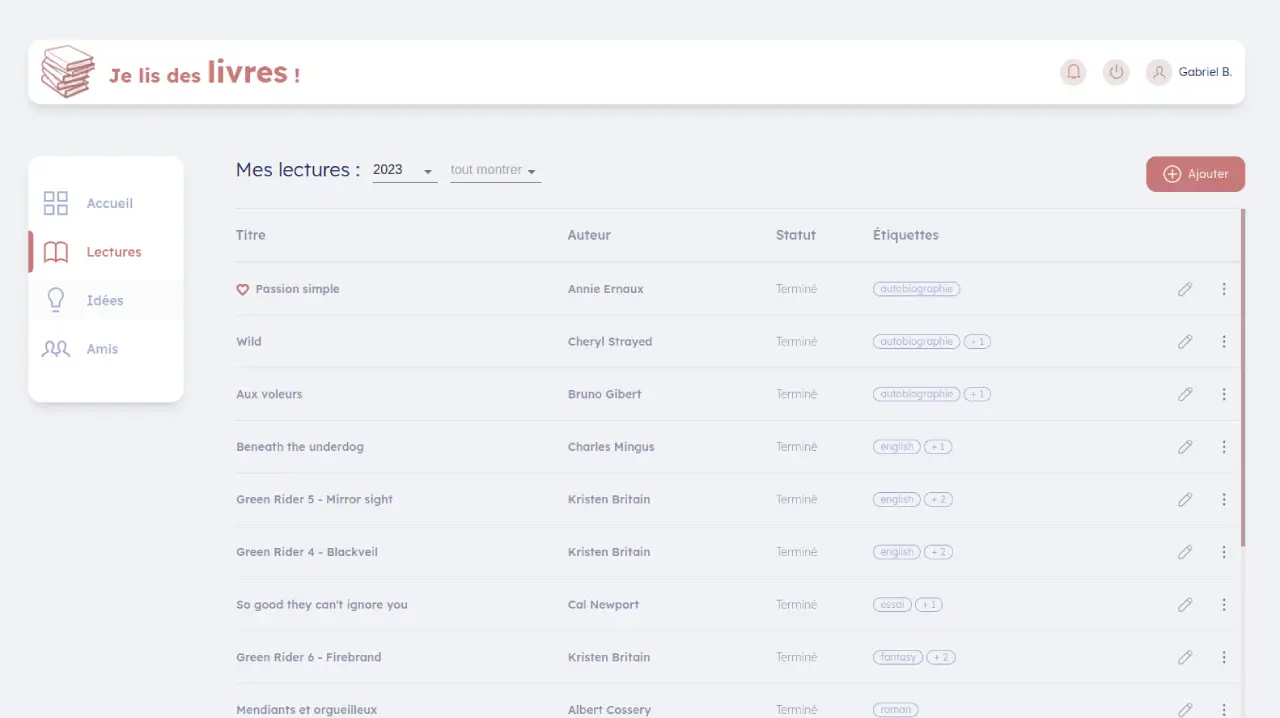 Je lis des livres !
Gabriel B.
Accueil
Lectures
Idées
Amis
Mes lectures : 2023 tout montrer
Ajouter
Titre Auteur Statut Étiquettes
Passion simple Annie Ernaux Terminé autobiographie
Wild Cheryl Strayed Terminé autobiographie + 1
Aux voleurs Bruno Gibert Terminé autobiographie + 1
Beneath the underdog Charles Mingus Terminé english + 1
Green Rider 5 - Mirror sight Kristen Britain Terminé english + 2
Green Rider 4 - Blackveil Kristen Britain Terminé english + 2
So good they can't ignore you Cal Newport Terminé essai + 1
Green Rider 6 - Firebrand Kristen Britain Terminé fantasy + 2
Mendiants et orgueilleux Albert Cossery Terminé roman